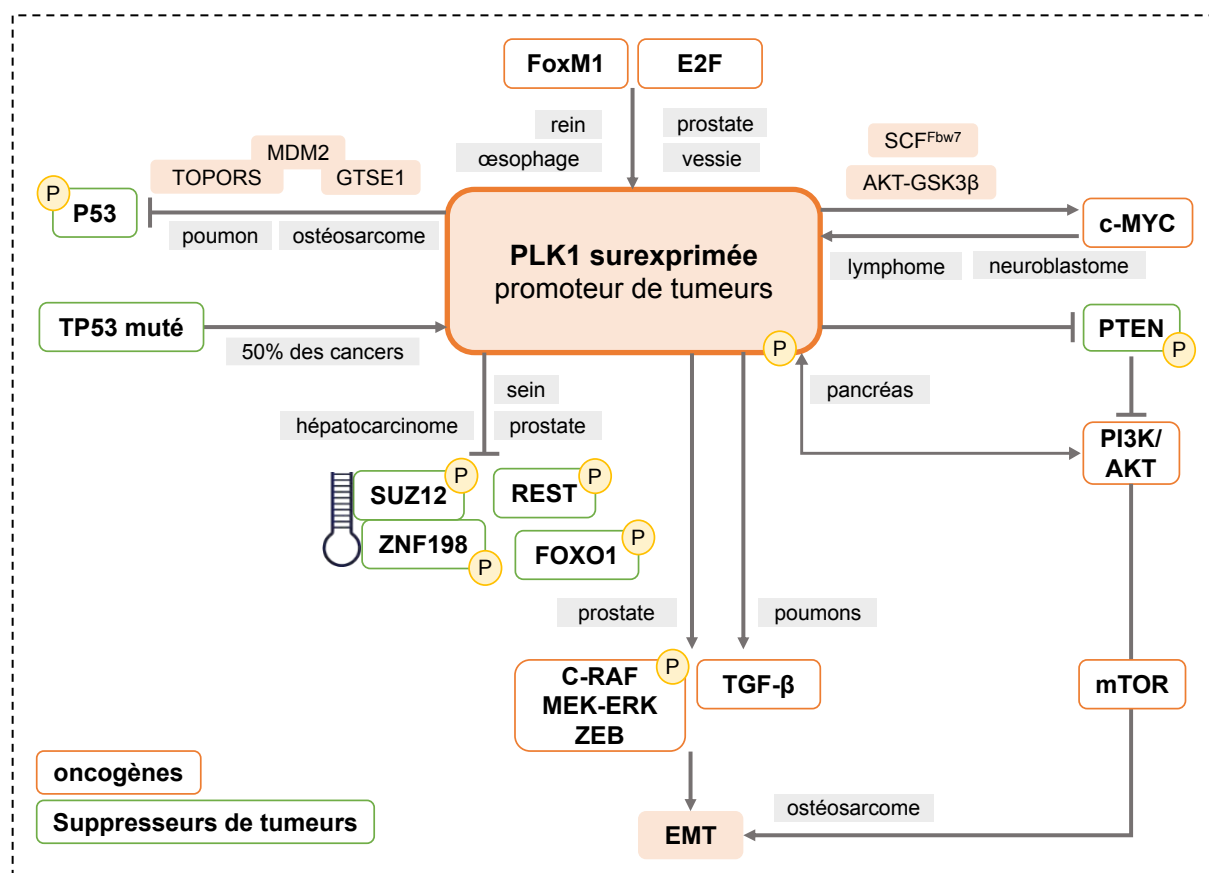 FoxM1
E2F
rein
prostate
œsophage
vessie
MDM2
TOPORS
GTSE1
SCFFbw7
AKT-GSK3β
P
P53
poumon
ostéosarcome
PLK1 surexprimée
promoteur de tumeurs
c-MYC
lymphome
neuroblastome
TP53 muté
50% des cancers
P
PTEN
P
sein
hépatocarcinome
prostate
pancréas
PI3K/
AKT
SUZ12
P
REST
P
ZNF198
P
FOXO1
P
prostate
poumons
C-RAF
MEK-ERK
ZEB
P
TGF-β
mTOR
oncogènes
Suppresseurs de tumeurs
ostéosarcome
EMT